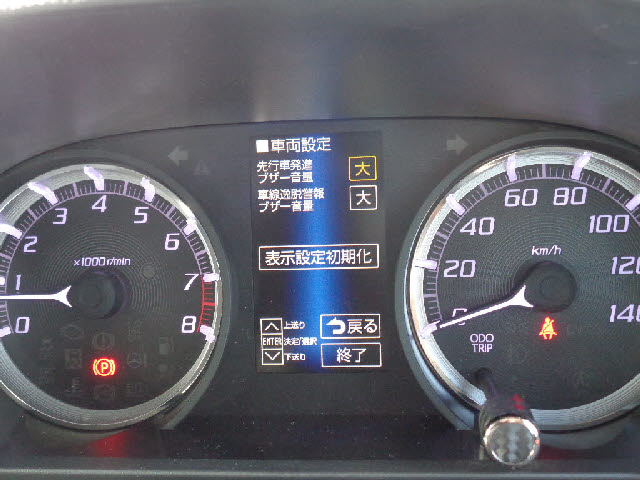 ■車両設定
先行車発進
ブザー音量 大
車線逸脱警報
ブザー音量 大
表示設定初期化
上送り
ENTER 決定/選択
下送り
戻る
終了
0
1
2
3
4
5
6
7
8
×1000r/min
P
0
20
40
60
80
100
120
140
km/h
ODO
TRIP